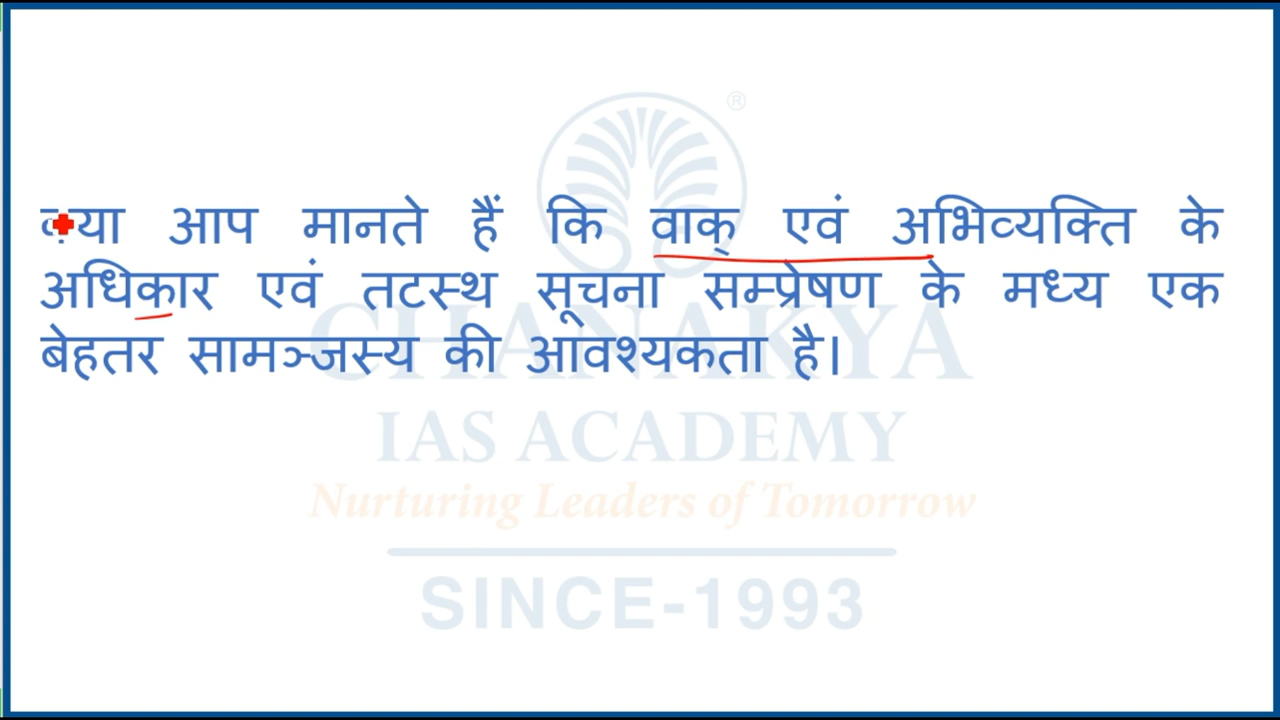 क्या आप मानते हैं कि वाक् एवं अभिव्यक्ति के
अधिकार एवं तटस्थ सूचना सम्प्रेषण के मध्य एक
बेहतर सामञ्जस्य की आवश्यकता है।
®
CHANAKYA
IAS ACADEMY
Nurturing Leaders of Tomorrow
SINCE-1993